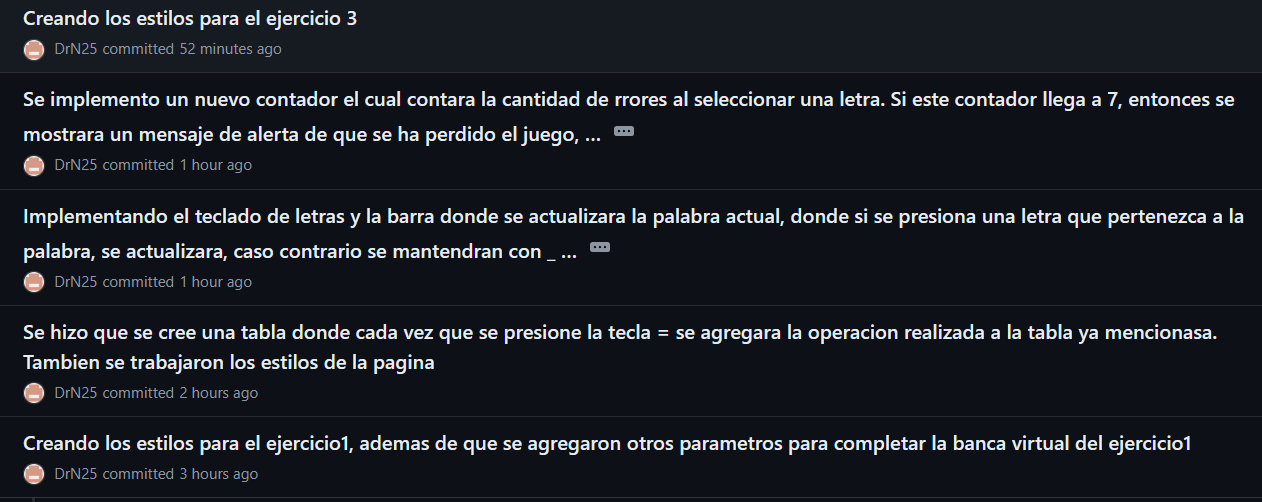 Creando los estilos para el ejercicio 3
DrN25 committed 52 minutes ago
Se implemento un nuevo contador el cual contara la cantidad de rrores al seleccionar una letra. Si este contador llega a 7, entonces se
mostrara un mensaje de alerta de que se ha perdido el juego, ...
DrN25 committed 1 hour ago
Implementando el teclado de letras y la barra donde se actualizara la palabra actual, donde si se presiona una letra que pertenezca a la
palabra, se actualizara, caso contrario se mantendran con _ ...
DrN25 committed 1 hour ago
Se hizo que se cree una tabla donde cada vez que se presione la tecla = se agregara la operacion realizada a la tabla ya mencionasa.
Tambien se trabajaron los estilos de la pagina
DrN25 committed 2 hours ago
Creando los estilos para el ejercicio1, ademas de que se agregaron otros parametros para completar la banca virtual del ejercicio1
DrN25 committed 3 hours ago